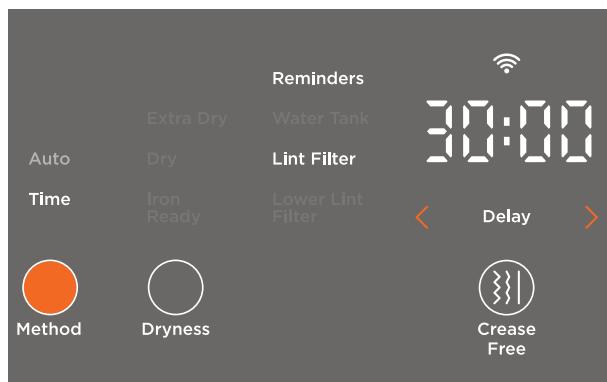 Reminders
30:00
Extra Dry
Water Tank
Auto
Dry
Lint Filter
Time
Iron
Ready
Lower Lint
Filter
Delay
Method
Dryness
Crease
Free